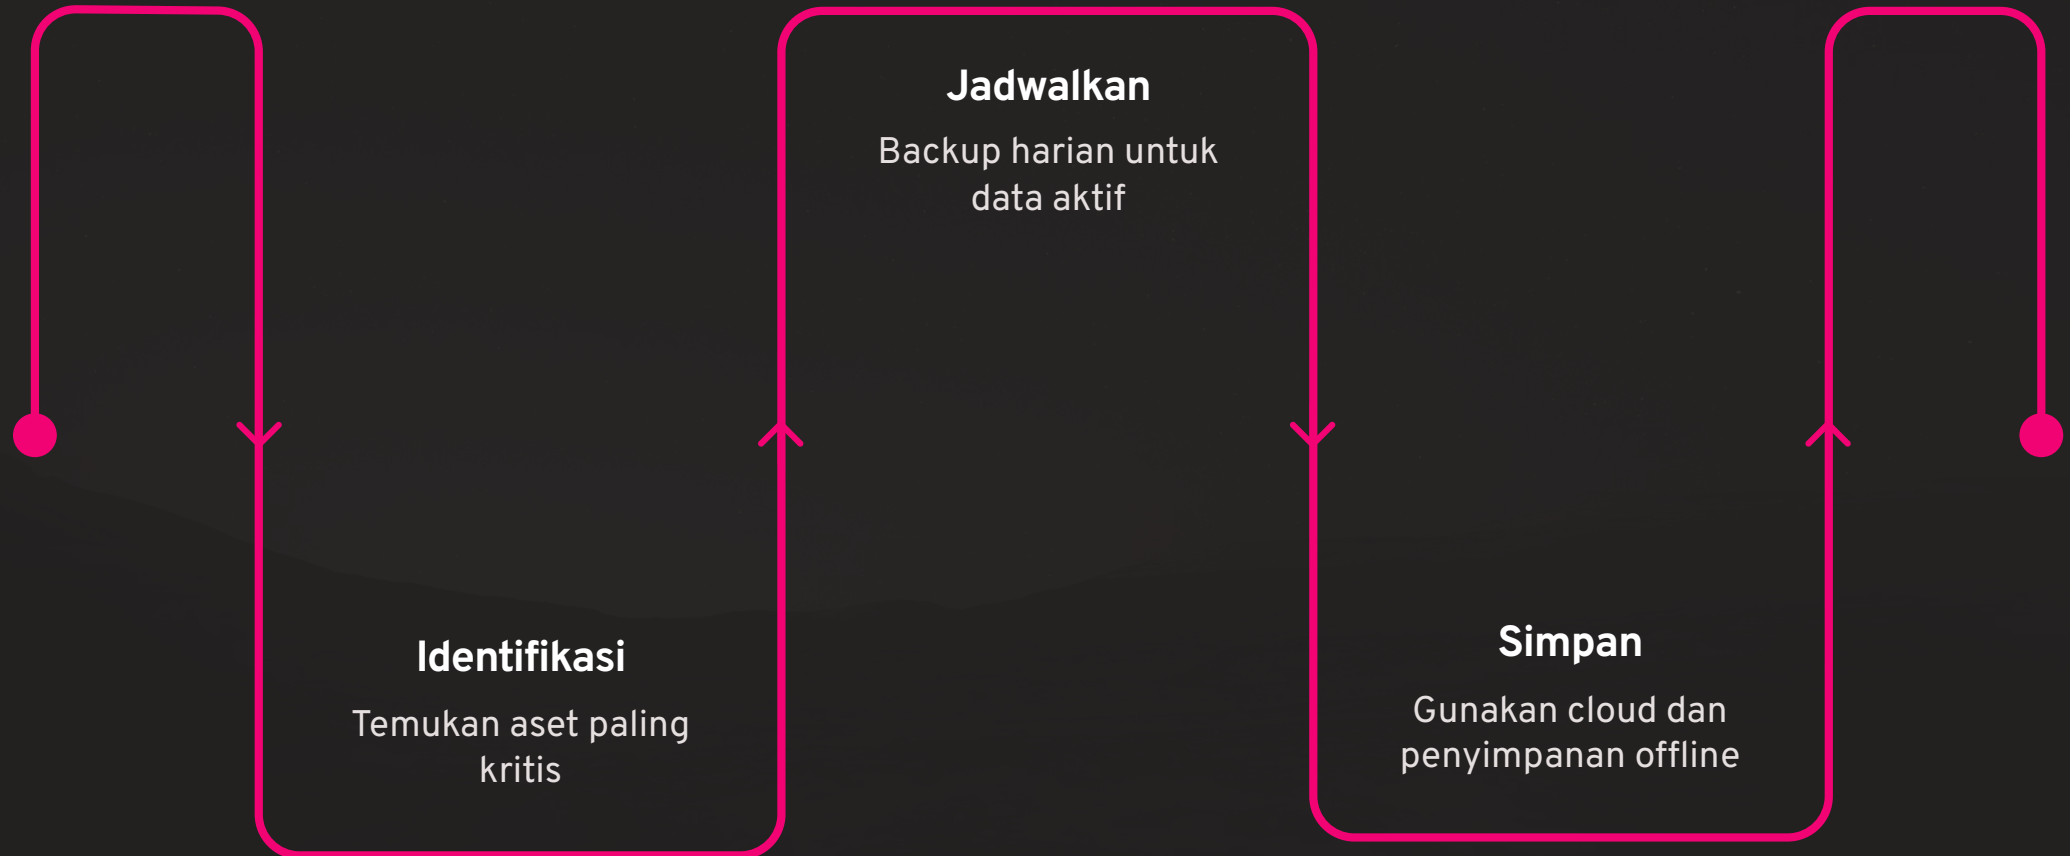 Identifikasi
Temukan aset paling
kritis
Jadwalkan
Backup harian untuk
data aktif
Simpan
Gunakan cloud dan
penyimpanan offline